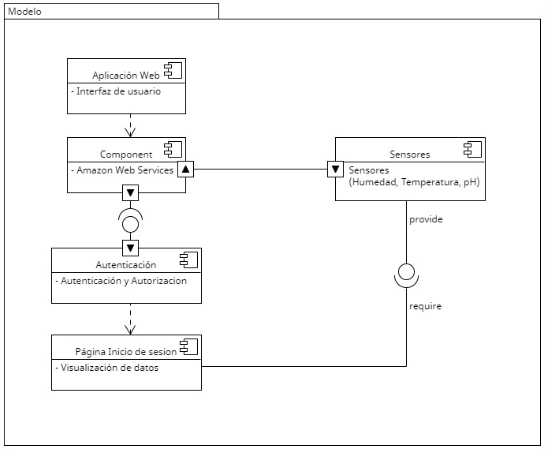 Modelo
Aplicación Web
- Interfaz de usuario
Component
- Amazon Web Services
Sensores
Sensores
(Humedad, Temperatura, pH)
provide
Autenticación
- Autenticación y Autorizacion
require
Página Inicio de sesion
- Visualización de datos